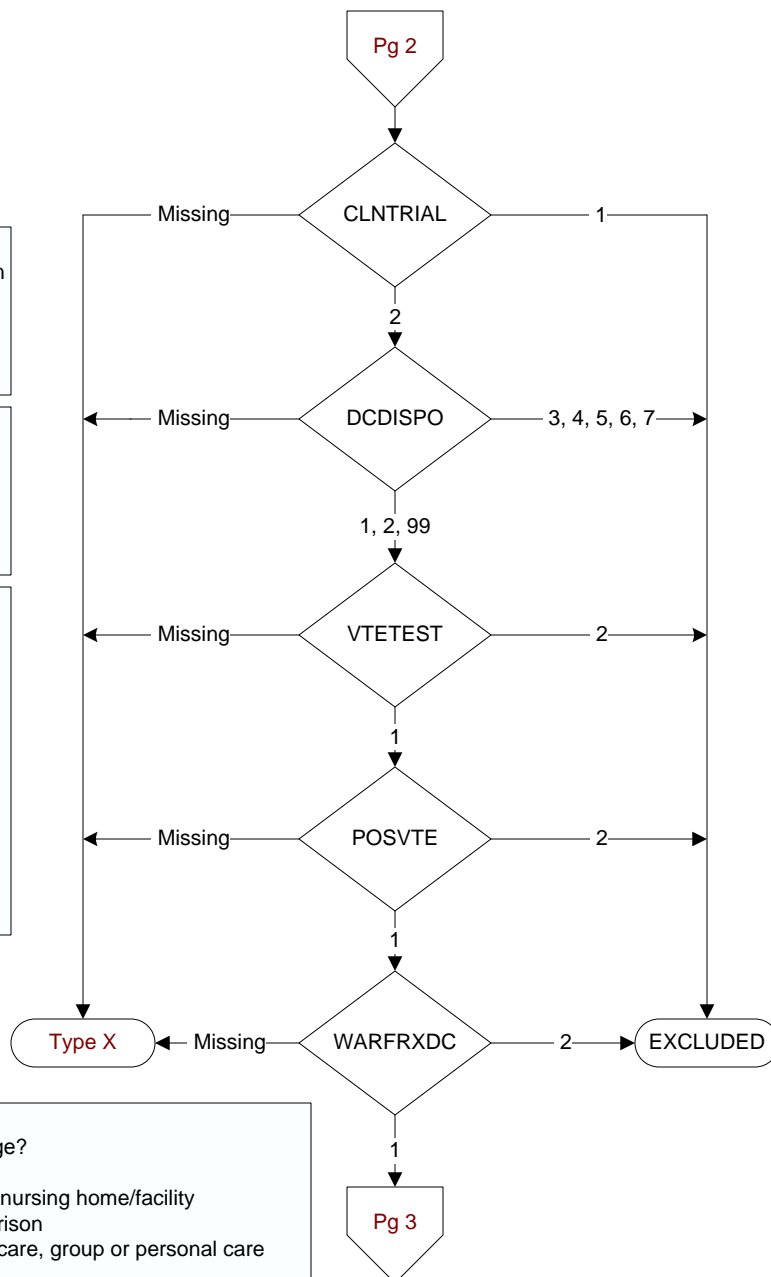 Pg 2
Missing
CLNTRIAL
1
n
2
Missing
DCDISPO
3, 4, 5, 6, 7
1, 2, 99
Missing
VTETEST
2
1
Missing
POSVTE
2
1
Type X
Missing
WARFRXDC
2
EXCLUDED
1
ge?
nursing home/facility
rison
care, group or personal care
Pg 3